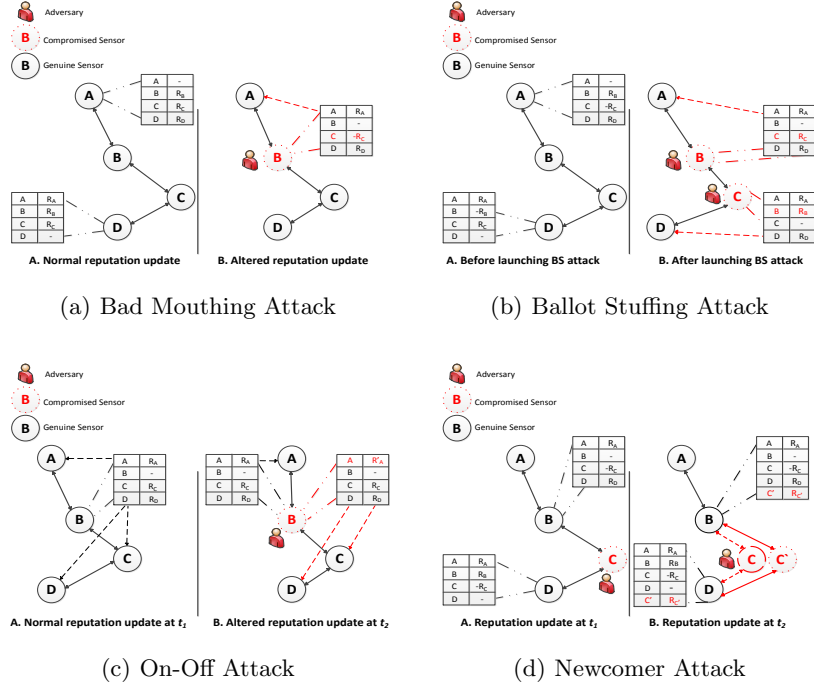 Adversary
B Compromised Sensor
B Genuine Sensor
A -
B R_B
C R_C
D R_D
A
B
C
D
A R_A
B -R_B
C R_C
D -
A. Normal reputation update
A R_A
B -
C -R_C
D R_D
A
B
C
D
B. Altered reputation update
(a) Bad Mouthing Attack
Adversary
B Compromised Sensor
B Genuine Sensor
A -
B R_B
C -R_C
D R_D
A
B
C
D
A R_A
B -R_B
C R_C
D -
A. Before launching BS attack
A R_A
B -
C R_C
D R_D
A
B
C
D
A R_A
B R_B
C -
D R_D
B. After launching BS attack
(b) Ballot Stuffing Attack
Adversary
B Compromised Sensor
B Genuine Sensor
A R_A
B -
C R_C
D R_D
A
B
C
D
A. Normal reputation update at t_1
A R_A
B -
C R_C
D R_D
A R'_A
B -
C R_C
D R_D
A
B
C
D
B. Altered reputation update at t_2
(c) On-Off Attack
Adversary
B Compromised Sensor
B Genuine Sensor
A R_A
B -
C -R_C
D R_D
A
B
C
D
A R_A
B R_B
C -R_C
D -
A. Reputation update at t_1
A R_A
B -
C -R_C
D R_D
C' R_C'
A
B
C C'
D
A R_A
B RB
C -R_C
D -
C' R_C'
B. Reputation update at t_2
(d) Newcomer Attack